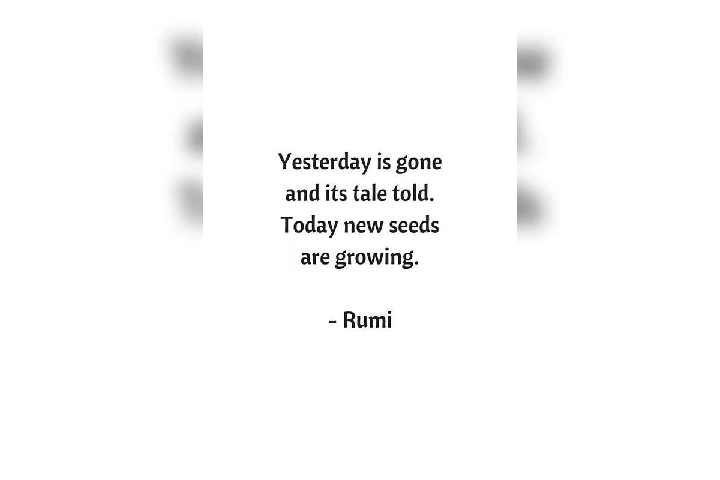 Yesterday is gone
and its tale told.
Today new seeds
are growing.
- Rumi